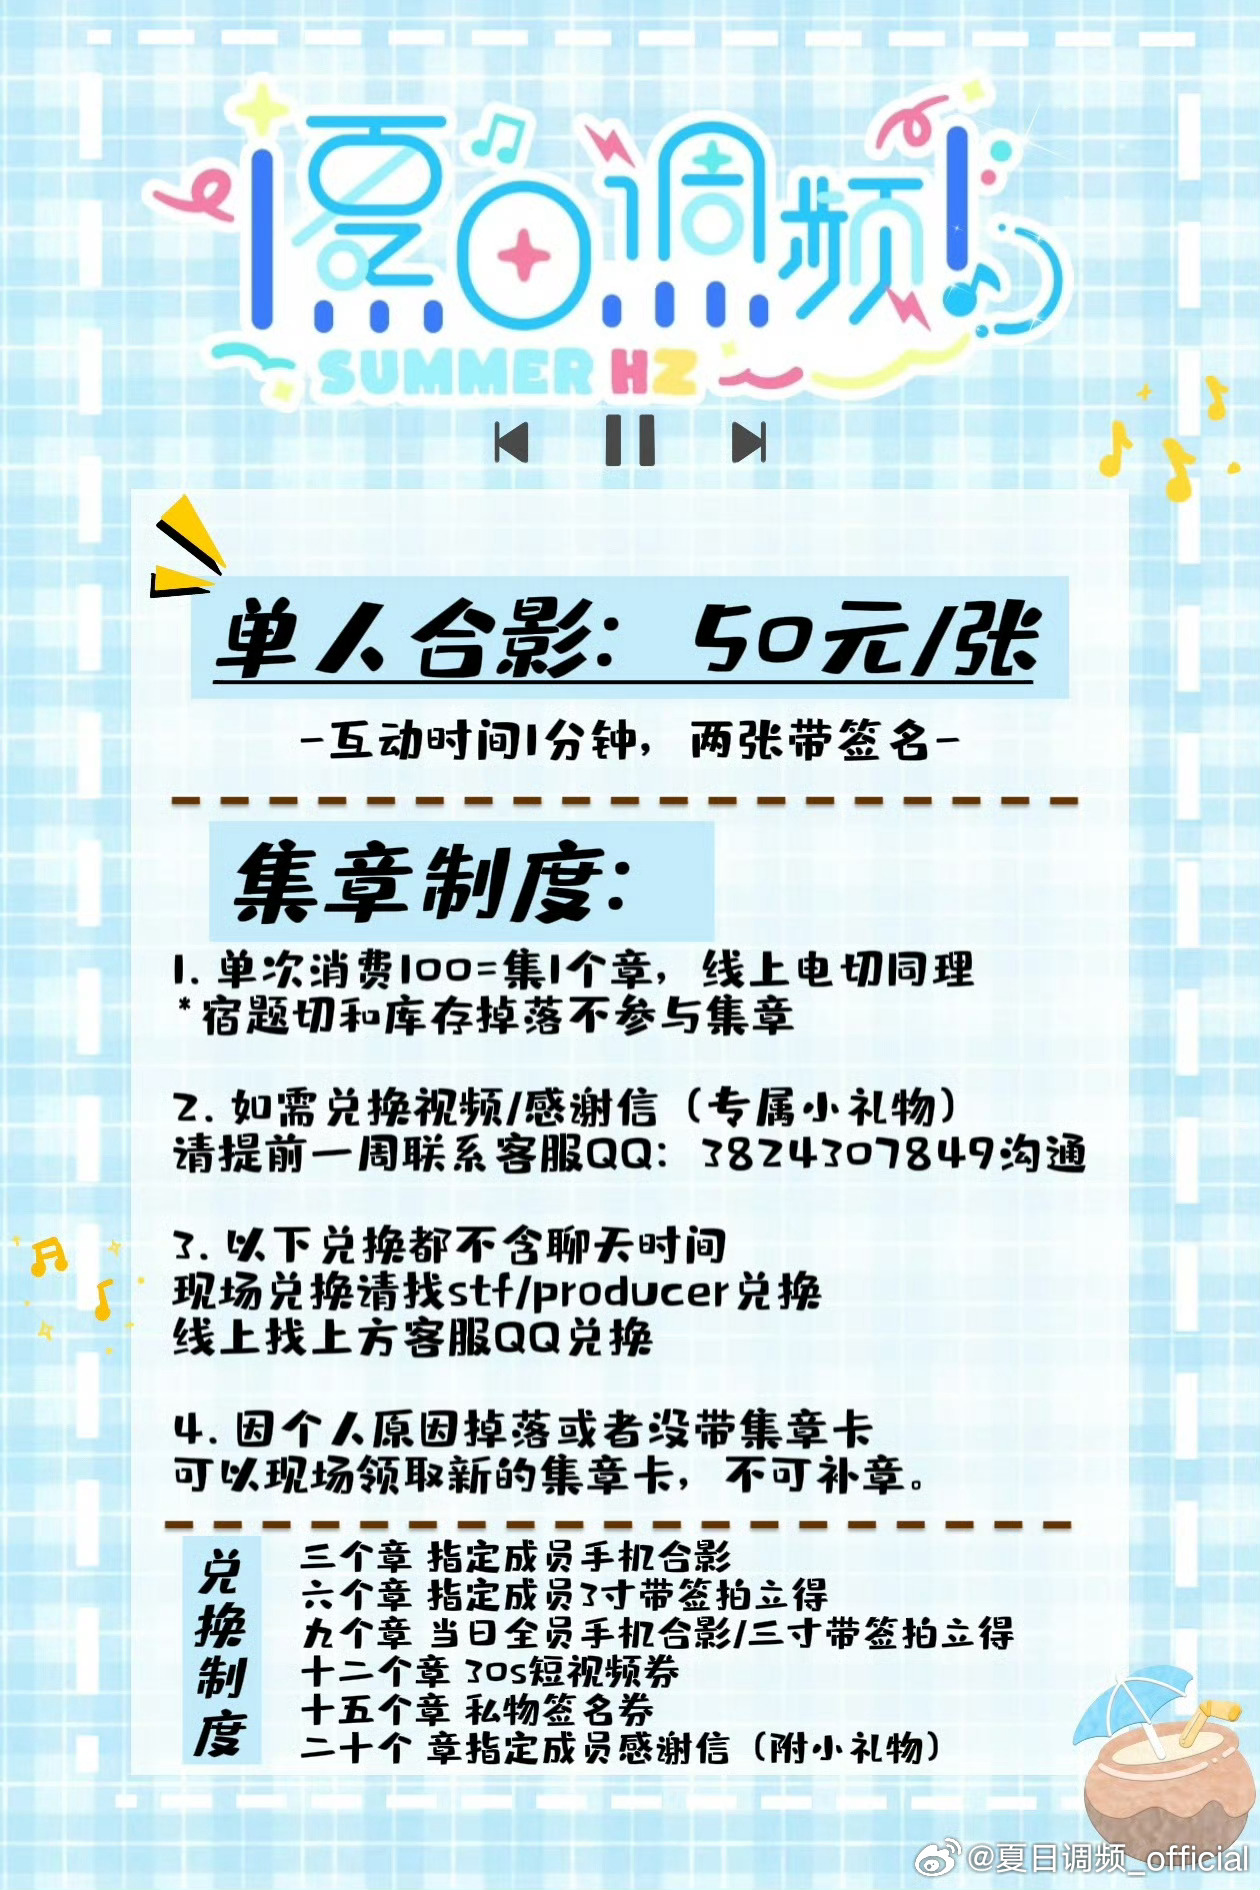 夏日调频
SUMMER HZ
单人合影：50元/张
-互动时间1分钟，两张带签名-
集章制度：
1. 单次消费100=集1个章，线上电切同理
*宿题切和库存掉落不参与集章
2. 如需兑换视频/感谢信（专属小礼物）
请提前一周联系客服QQ：3824307849沟通
3. 以下兑换都不含聊天时间
现场兑换请找stf/producer兑换
线上找上方客服QQ兑换
4. 因个人原因掉落或者没带集章卡
可以现场领取新的集章卡，不可补章。
兑换制度
三个章 指定成员手机合影
六个章 指定成员3寸带签拍立得
九个章 当日全员手机合影/三寸带签拍立得
十二个章 30s短视频券
十五个章 私物签名券
二十个 章指定成员感谢信（附小礼物）
@夏日调频_official